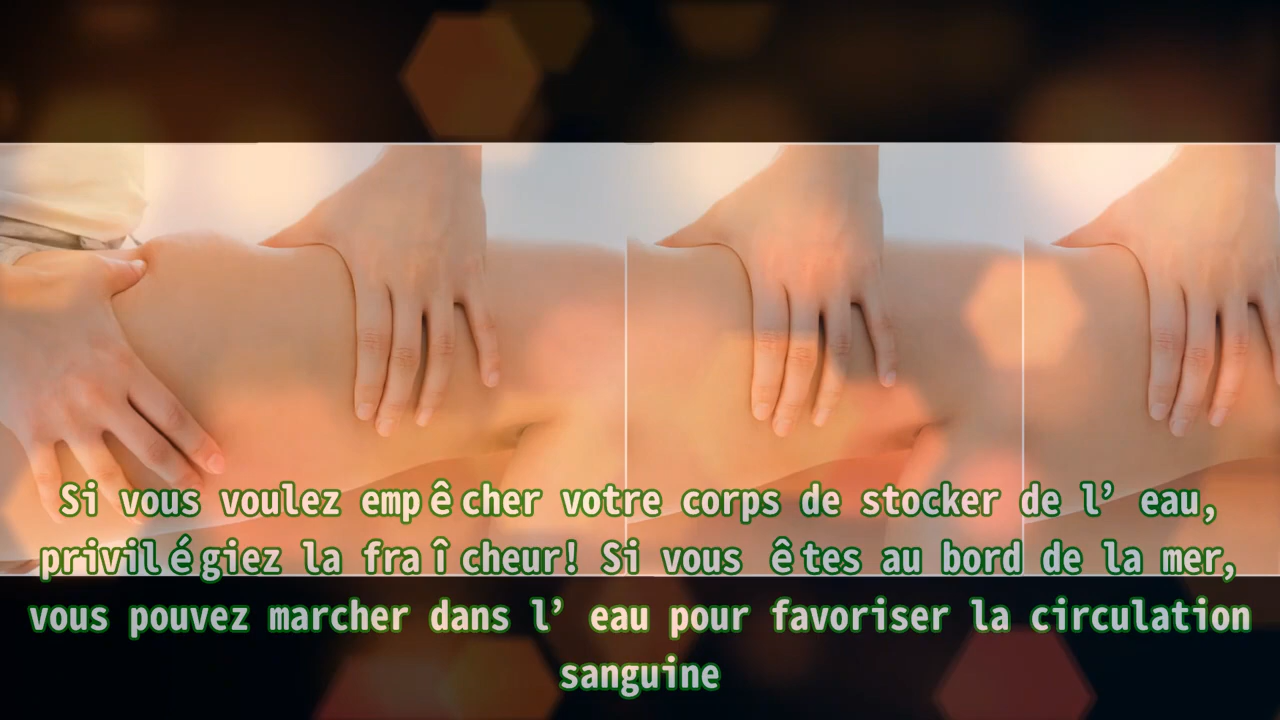 Si vous voulez empêcher votre corps de stocker de l’ eau,
privilégiez la fraîcheur! Si vous êtes au bord de la mer,
vous pouvez marcher dans l’ eau pour favoriser la circulation
sanguine